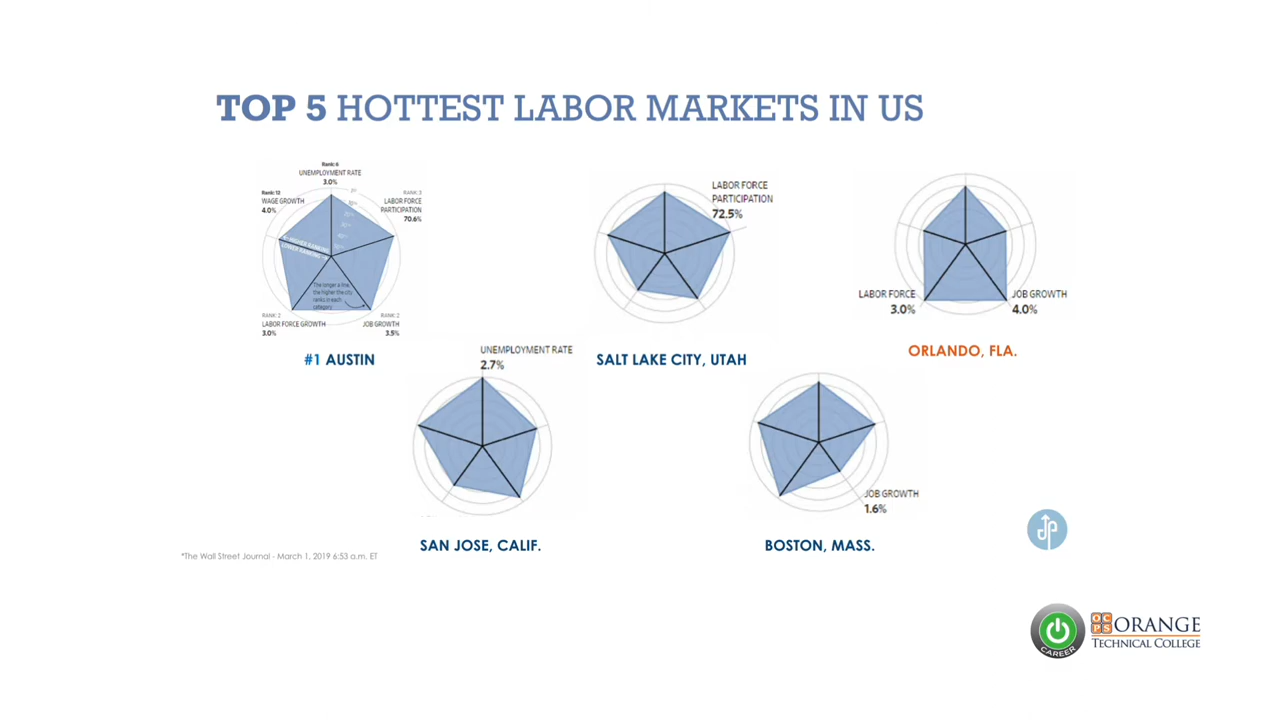 TOP 5 HOTTEST LABOR MARKETS IN US
Rank: 6
UNEMPLOYMENT RATE
3.0%
Rank: 12
WAGE GROWTH
4.0%
RANK: 3
LABOR FORCE
PARTICIPATION
70.6%
HIGHER RANKING
LOWER RANKING
The longer a line,
the higher the city
ranks in each
category
RANK: 2
LABOR FORCE GROWTH
3.0%
RANK: 2
JOB GROWTH
3.5%
#1 AUSTIN
LABOR FORCE
PARTICIPATION
72.5%
SALT LAKE CITY, UTAH
LABOR FORCE
3.0%
JOB GROWTH
4.0%
ORLANDO, FLA.
UNEMPLOYMENT RATE
2.7%
SAN JOSE, CALIF.
JOB GROWTH
1.6%
BOSTON, MASS.
*The Wall Street Journal - March 1, 2019 6:53 a.m. ET
CAREER
OCPS
ORANGE
TECHNICAL COLLEGE